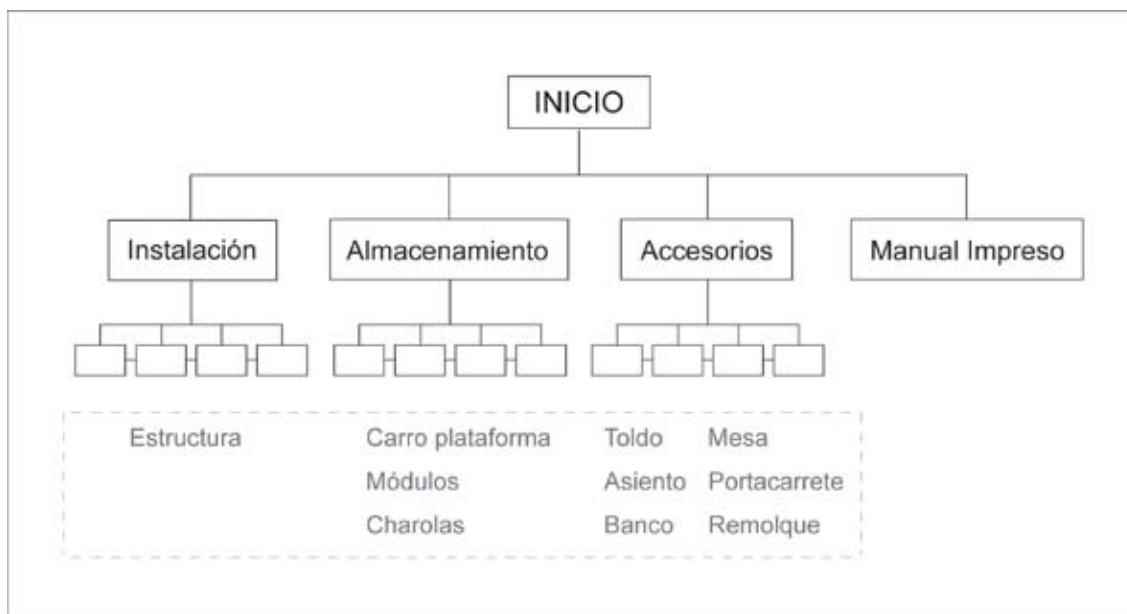 INICIO
Instalación
Almacenamiento
Accesorios
Manual Impreso
Estructura
Carro plataforma
Módulos
Charolas
Toldo
Asiento
Banco
Mesa
Portacarrete
Remolque